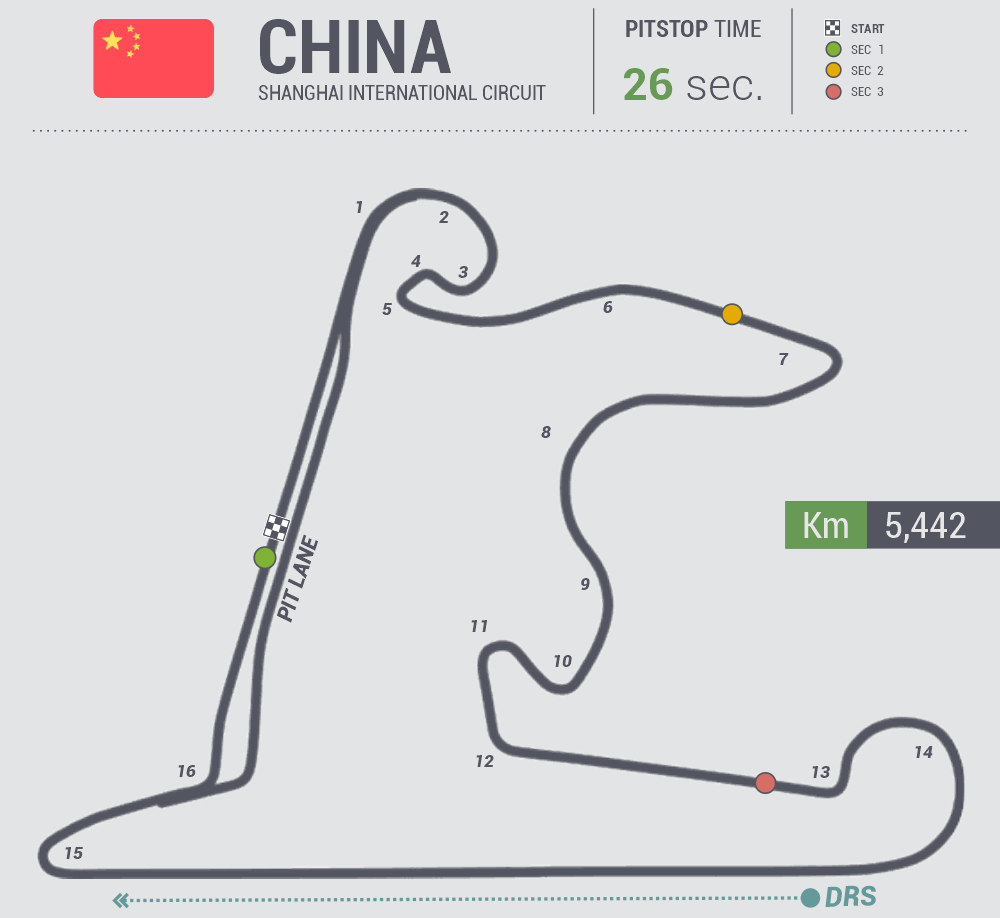 CHINA
SHANGHAI INTERNATIONAL CIRCUIT
PITSTOP TIME
26 sec.
START
SEC 1
SEC 2
SEC 3
1
2
3
4
5
6
7
8
9
10
11
12
13
14
15
16
PIT LANE
Km 5,442
DRS